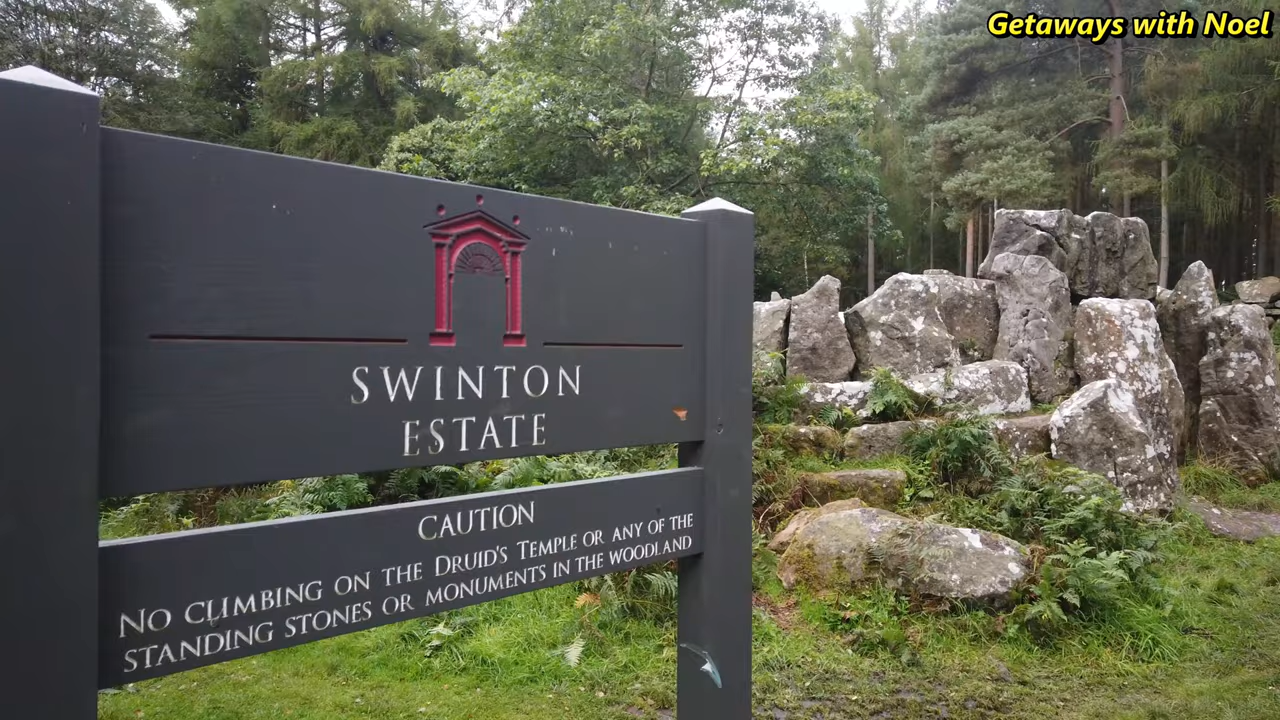 Getaways with Noel
SWINTON
ESTATE
CAUTION
NO CLIMBING ON THE DRUID'S TEMPLE OR ANY OF THE
STANDING STONES OR MONUMENTS IN THE WOODLAND